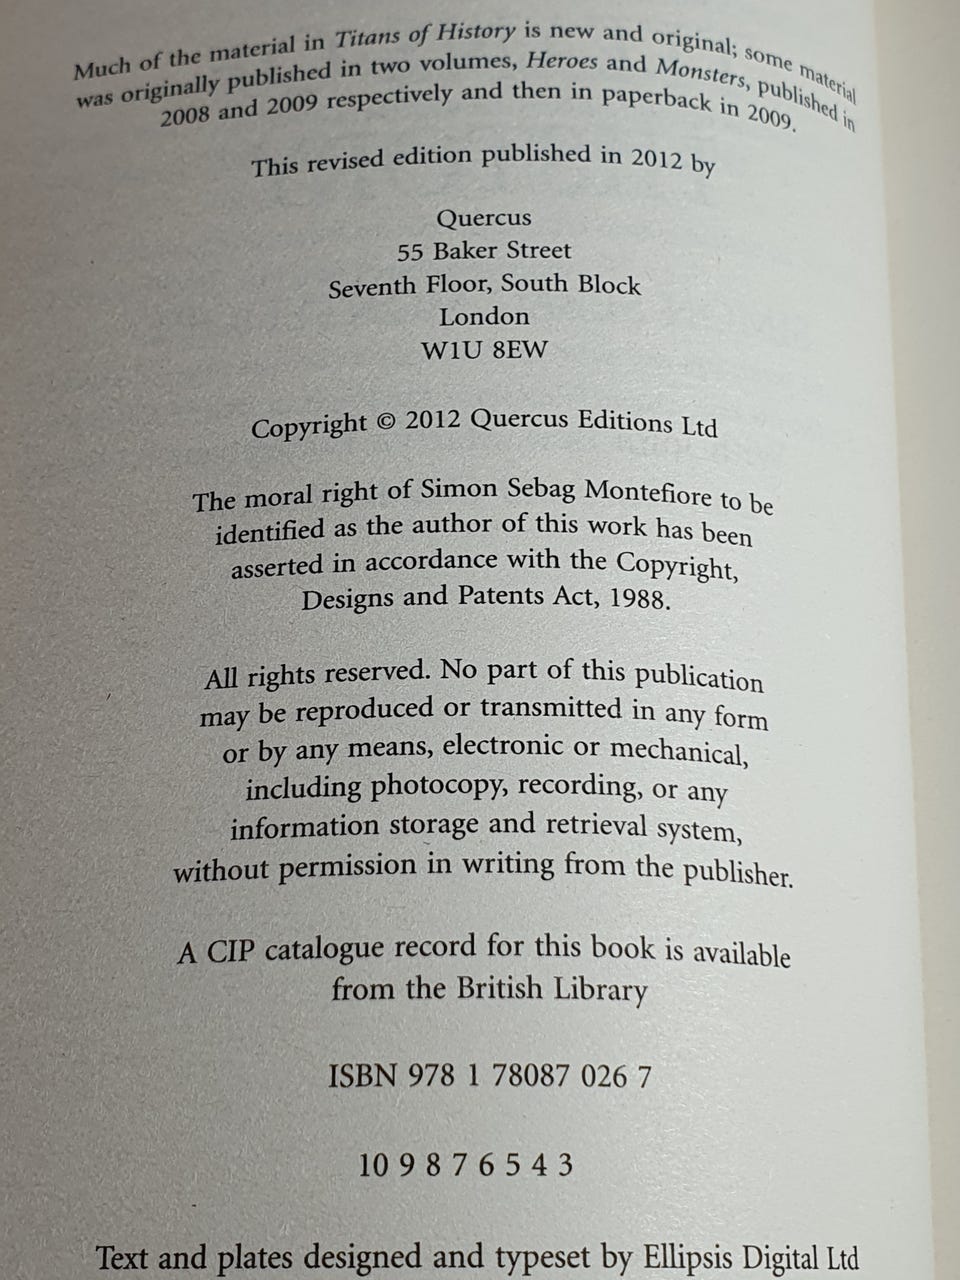 Much of the material in Titans of History is new and original; some material
was originally published in two volumes, Heroes and Monsters, published in
2008 and 2009 respectively and then in paperback in 2009.
This revised edition published in 2012 by
Quercus
55 Baker Street
Seventh Floor, South Block
London
W1U 8EW
Copyright © 2012 Quercus Editions Ltd
The moral right of Simon Sebag Montefiore to be
identified as the author of this work has been
asserted in accordance with the Copyright,
Designs and Patents Act, 1988.
All rights reserved. No part of this publication
may be reproduced or transmitted in any form
or by any means, electronic or mechanical,
including photocopy, recording, or any
information storage and retrieval system,
without permission in writing from the publisher.
A CIP catalogue record for this book is available
from the British Library
ISBN 978 1 78087 026 7
10 9 8 7 6 5 4 3
Text and plates designed and typeset by Ellipsis Digital Ltd